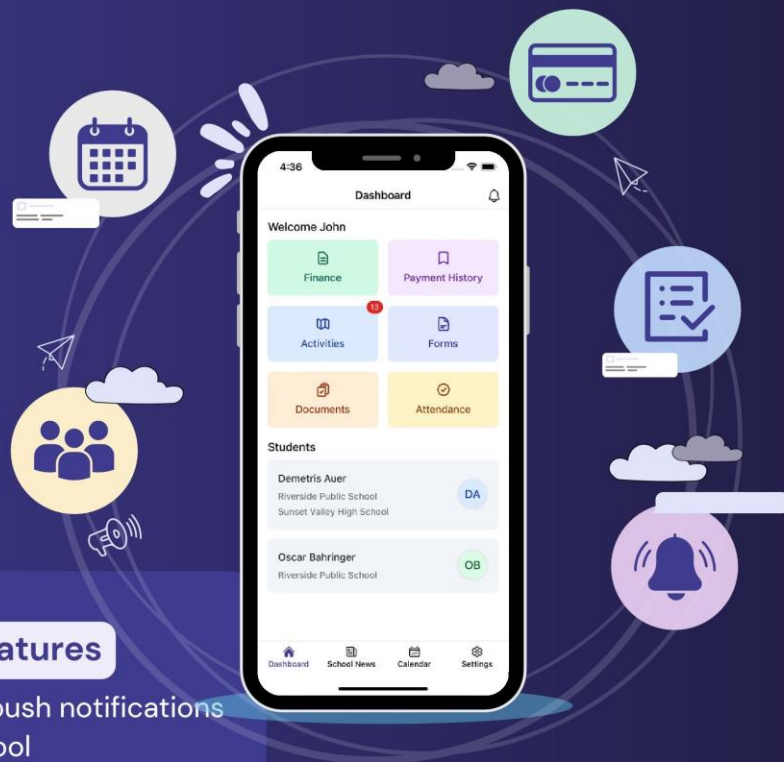 4:36
Dashboard
Welcome John
Finance
Payment History
13
Activities
Forms
Documents
Attendance
Students
Demetris Auer
Riverside Public School
Sunset Valley High School
DA
Oscar Bahringer
Riverside Public School
OB
Dashboard
School News
Calendar
Settings
atures
push notifications
ool